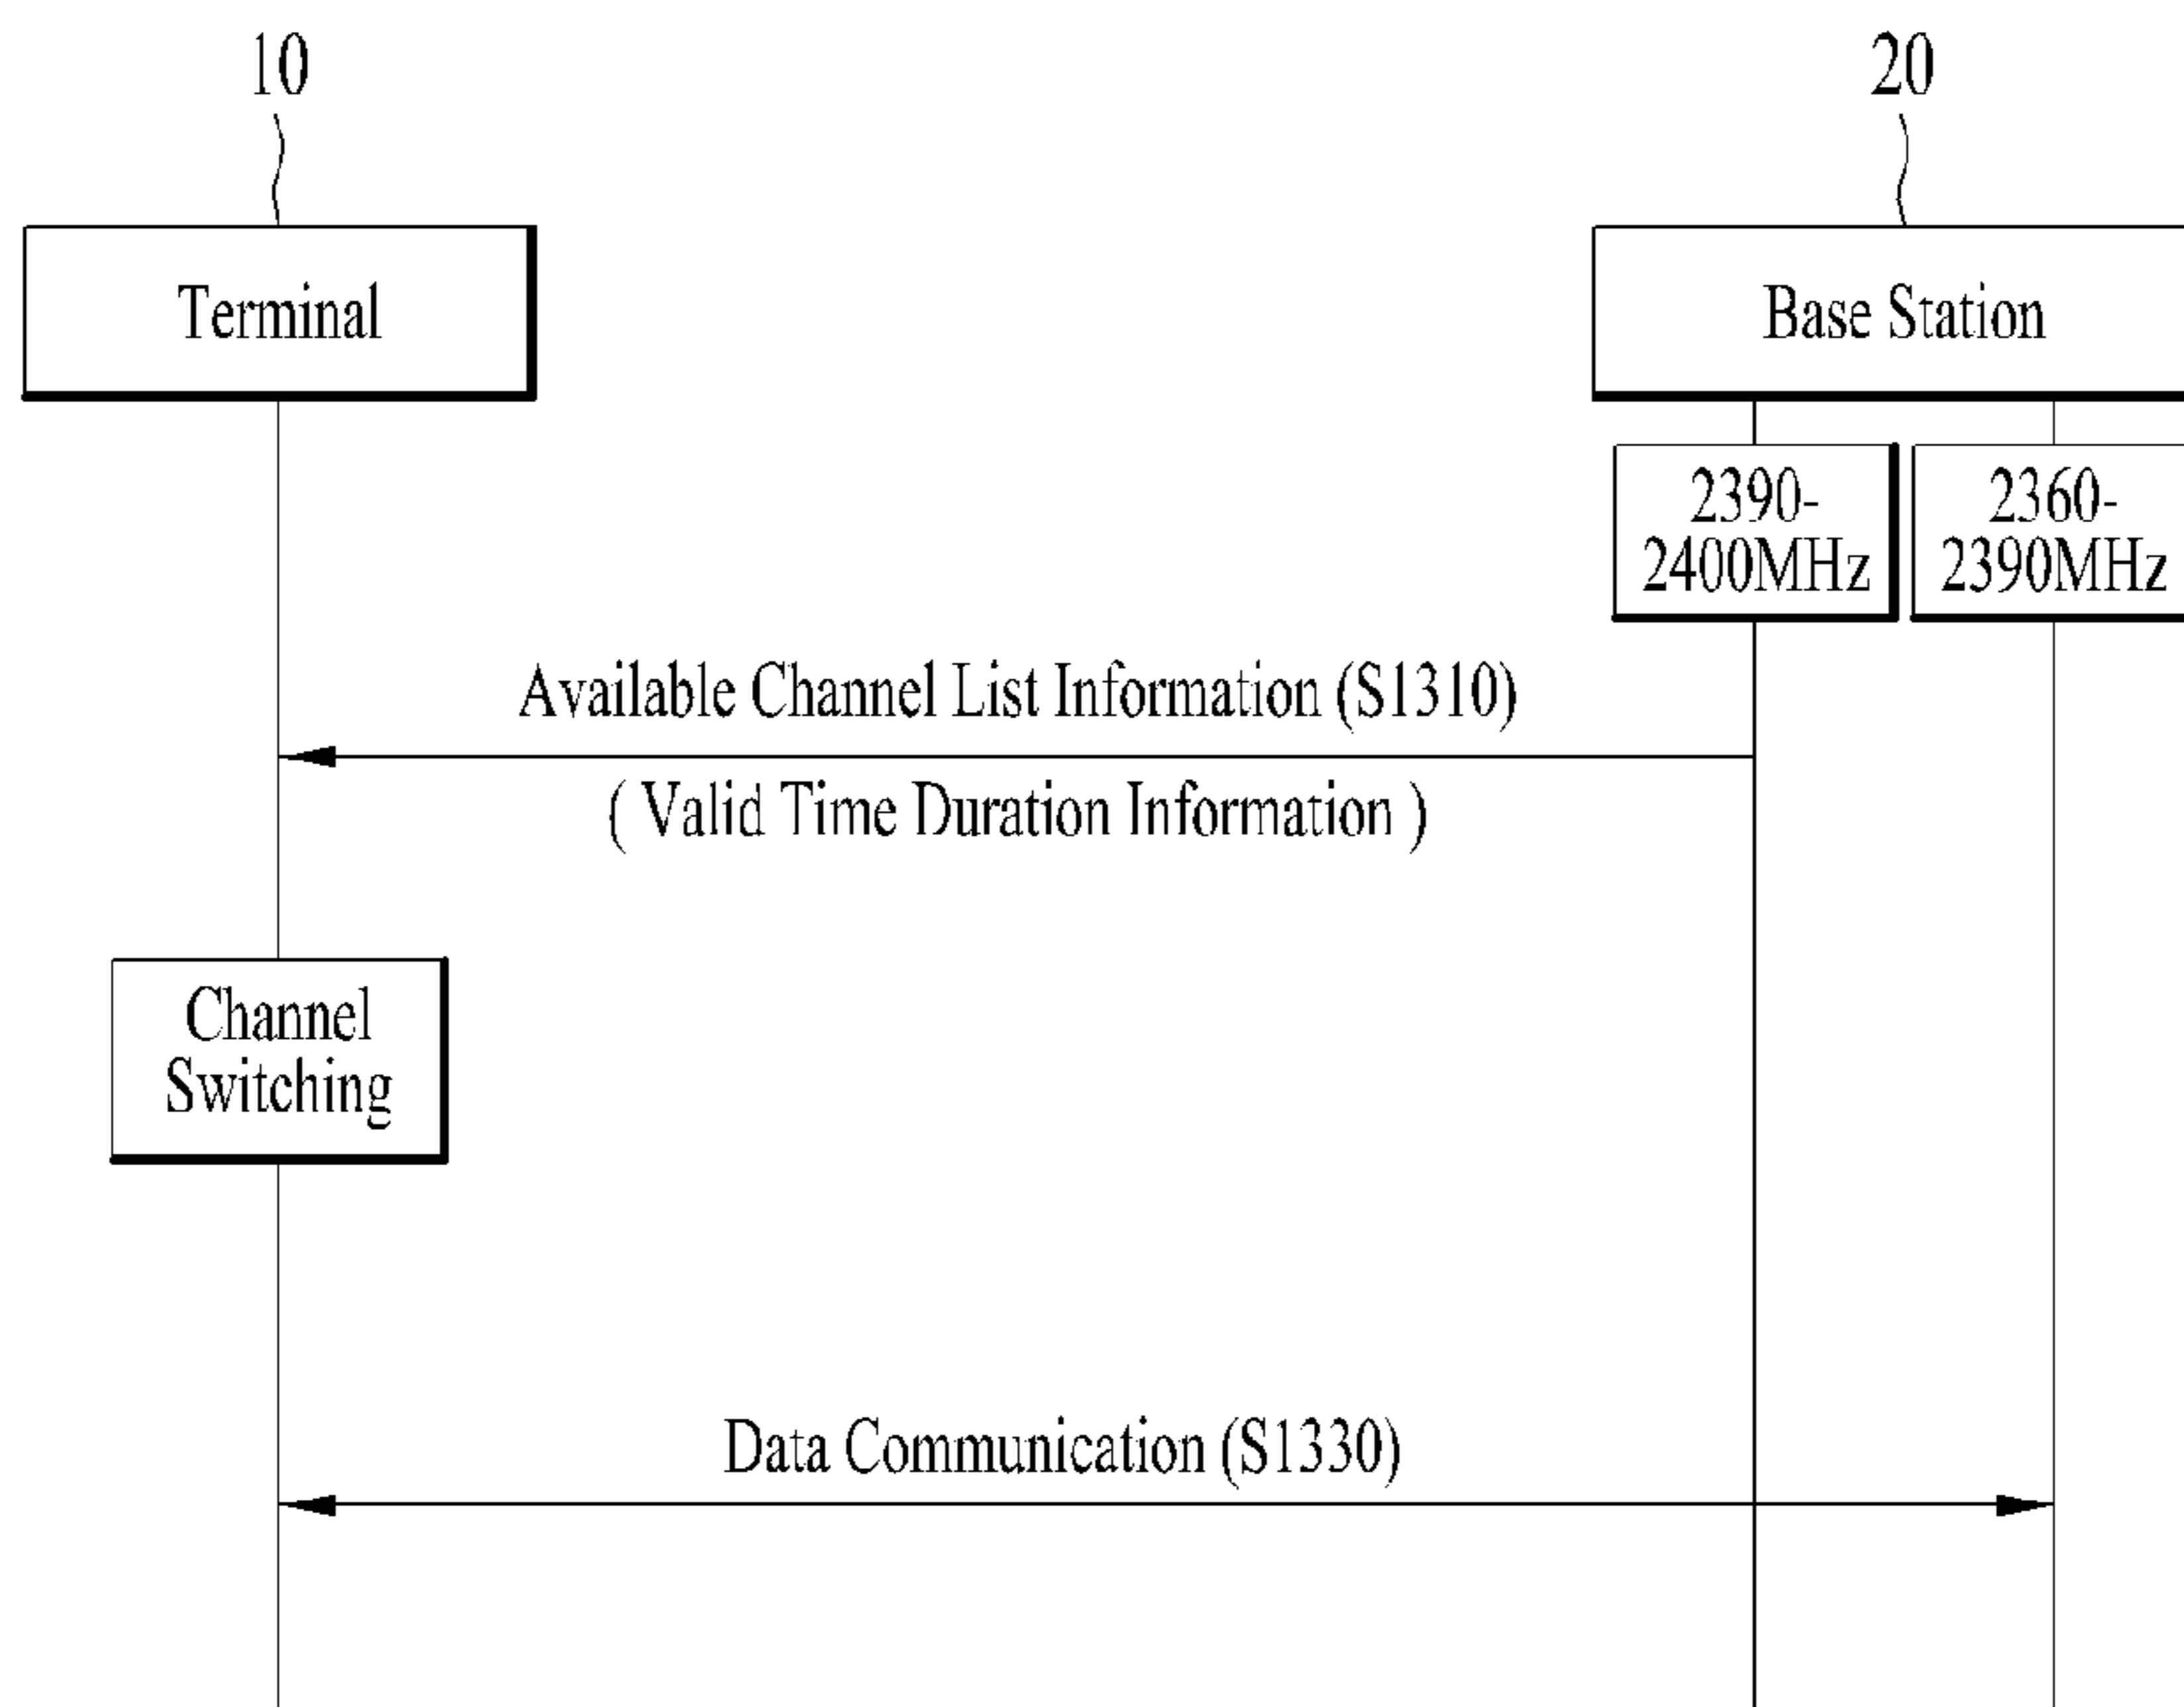 10
20
Terminal
Base Station
2390-
2400MHz
2360-
2390MHz
Available Channel List Information (S1310)
( Valid Time Duration Information )
Channel
Switching
Data Communication (S1330)